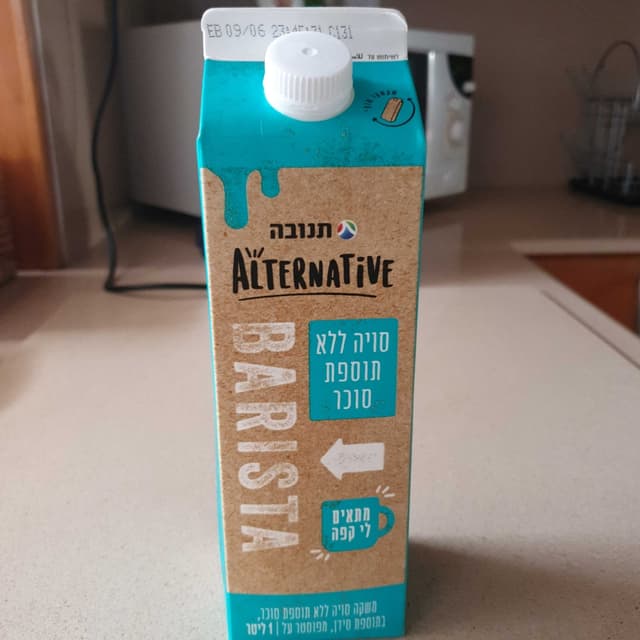 EB 09/06
תנובה
ALTERNATIVE
BARISTA
סויה ללא
תוספת
סוכר
מתאים
לי קפה
משקה סויה ללא תוספת סוכר,
בתוספת סידן, מפוסטר על | 1 ליטר